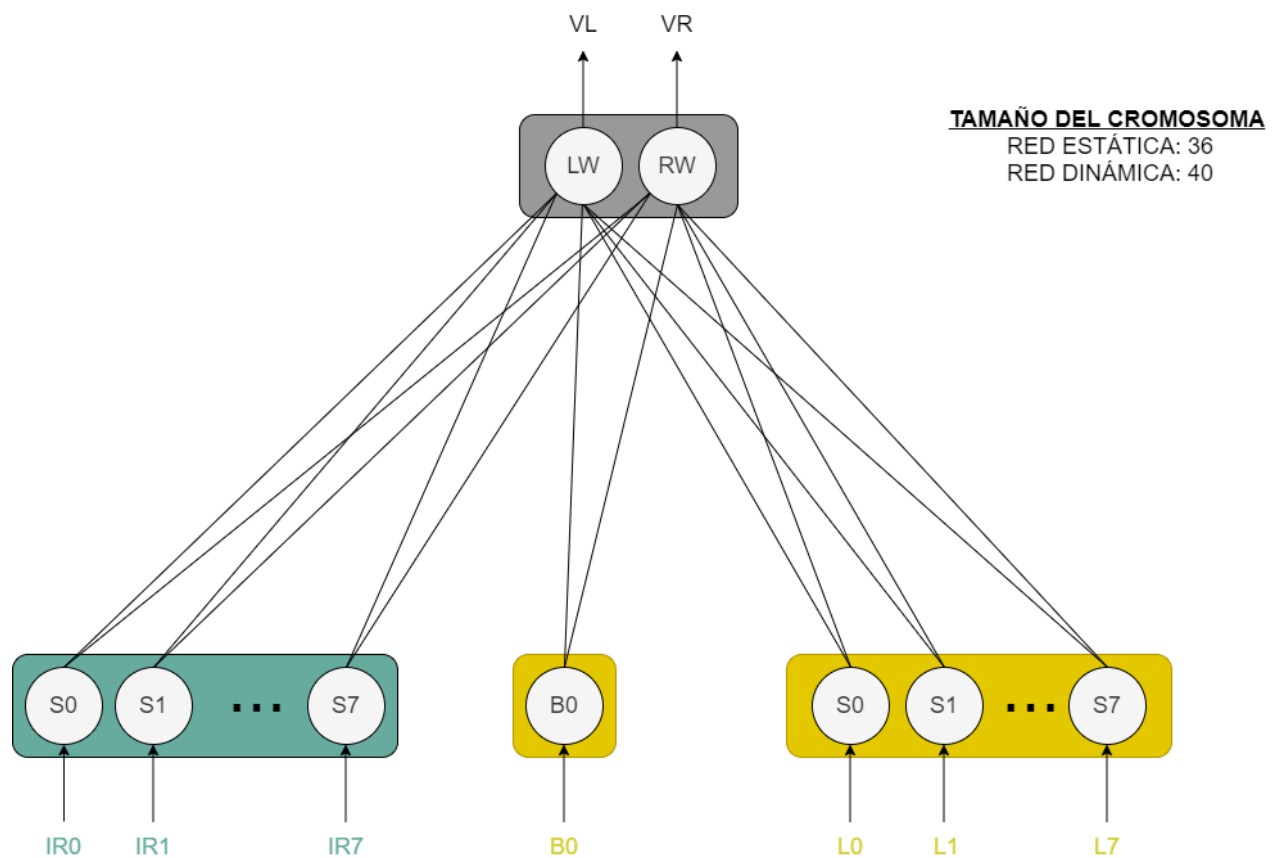 VL VR
TAMAÑO DEL CROMOSOMA
RED ESTÁTICA: 36
RED DINÁMICA: 40
LW RW
S0 S1 ... S7 B0 S0 S1 ... S7
IR0 IR1 IR7 B0 L0 L1 L7